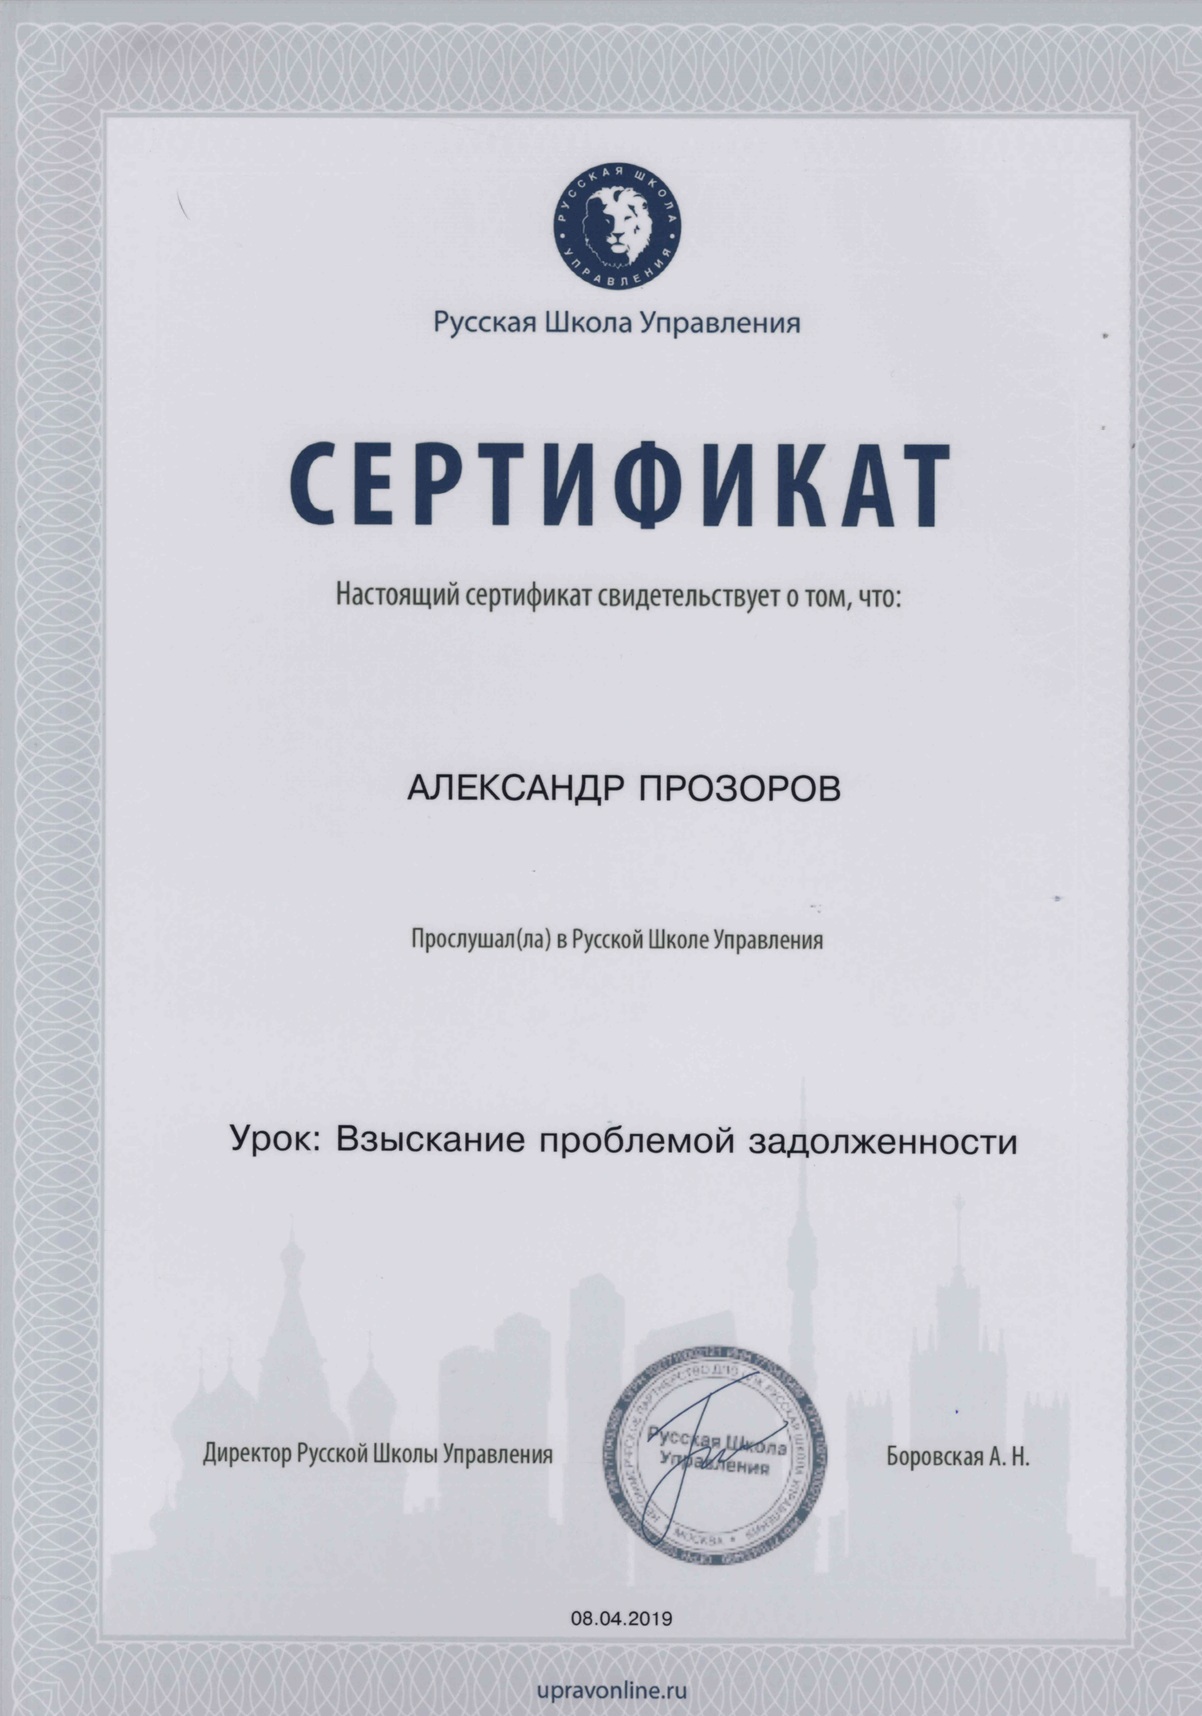 РУССКАЯ ШКОЛА
УПРАВЛЕНИЯ
Русская Школа Управления
СЕРТИФИКАТ
Настоящий сертификат свидетельствует о том, что:
АЛЕКСАНДР ПРОЗОРОВ
Прослушал(ла) в Русской Школе Управления
Урок: Взыскание проблемой задолженности
Директор Русской Школы Управления
Русская Школа
Управления
МОСКВА
Боровская А. Н.
08.04.2019
upravonline.ru